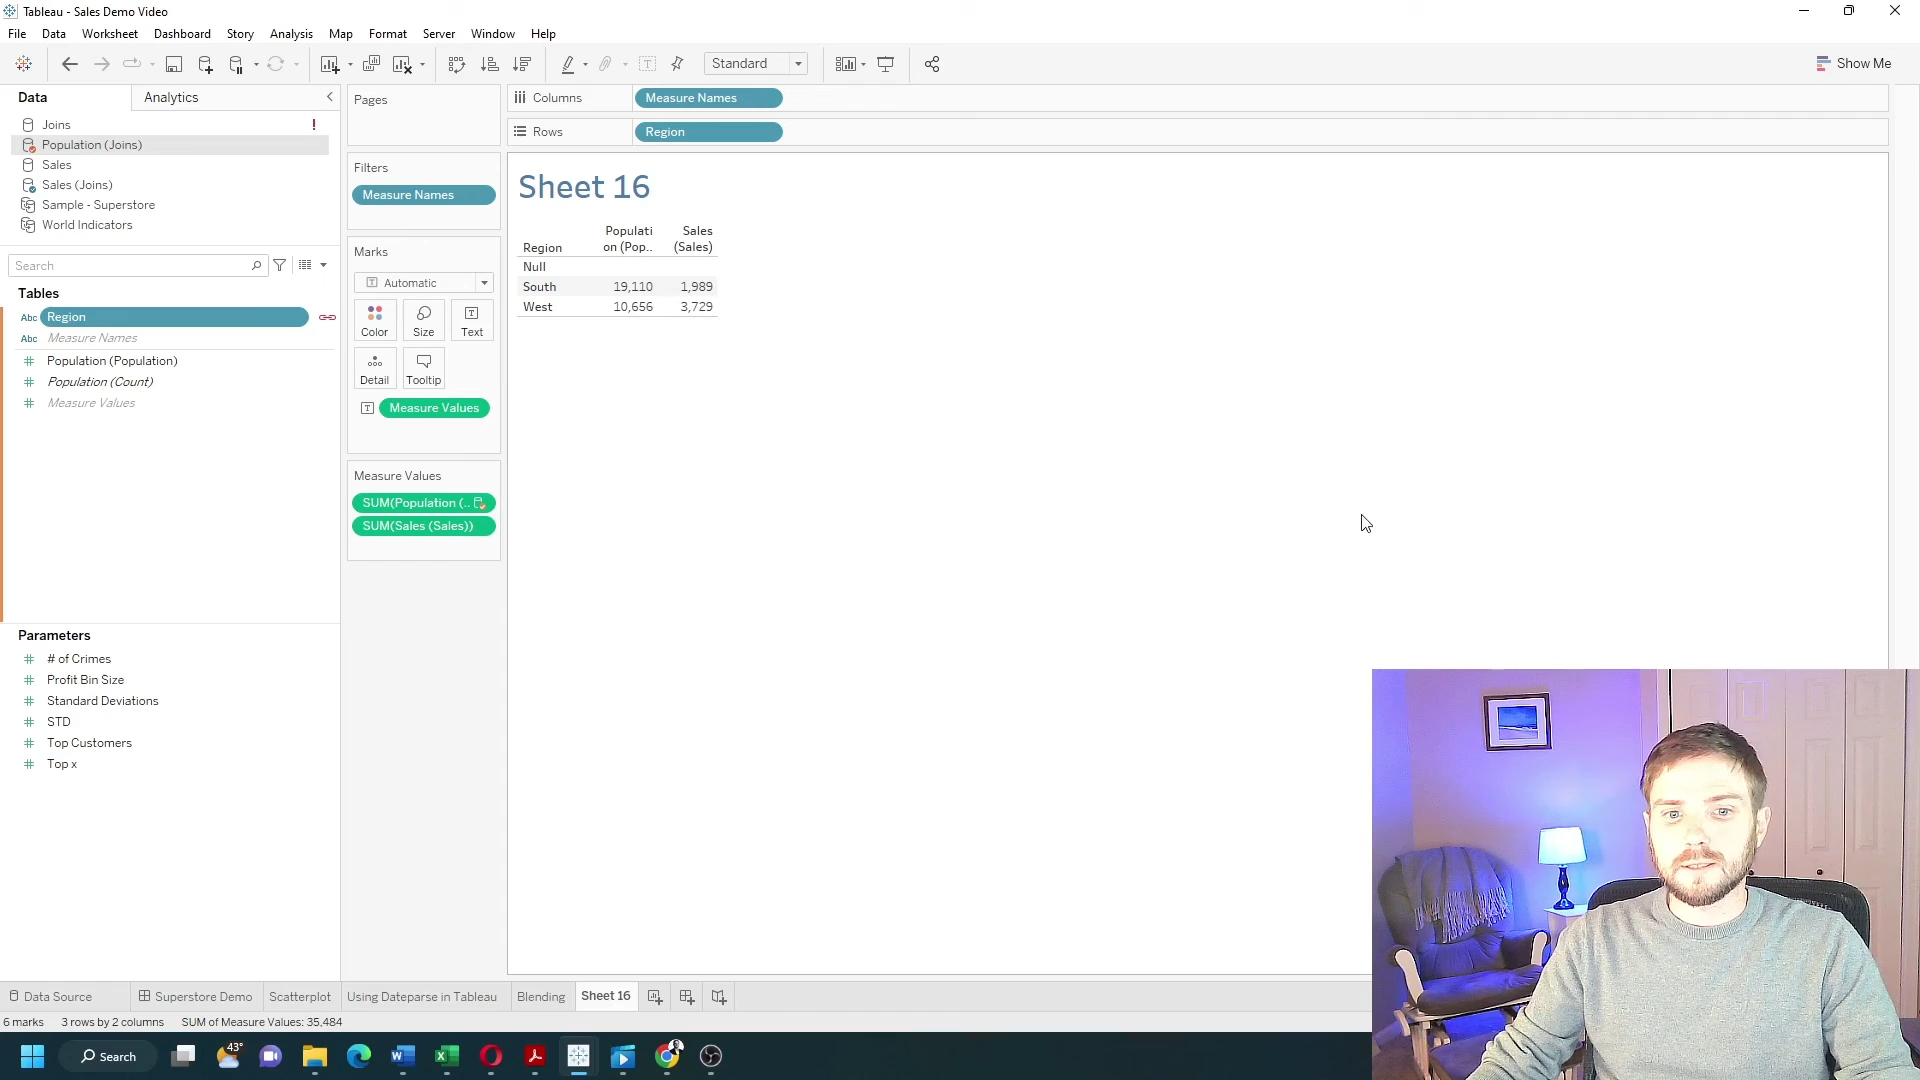 Tableau - Sales Demo Video
File Data Worksheet Dashboard Story Analysis Map Format Server Window Help
Standard
Show Me
Data Analytics
Joins !
Population (Joins)
Sales
Sales (Joins)
Sample - Superstore
World Indicators
Search
Tables
Abc Region
Abc Measure Names
# Population (Population)
# Population (Count)
# Measure Values
Parameters
# # of Crimes
# Profit Bin Size
# Standard Deviations
# STD
# Top Customers
# Top x
Pages
Filters
Measure Names
Marks
T Automatic
Color Size T Text
Detail Tooltip
T Measure Values
Measure Values
SUM(Population (..
SUM(Sales (Sales))
Columns Measure Names
Rows Region
Sheet 16
Populati Sales
Region on (Pop.. (Sales)
Null
South 19,110 1,989
West 10,656 3,729
Data Source Superstore Demo Scatterplot Using Dateparse in Tableau Blending Sheet 16
6 marks 3 rows by 2 columns SUM of Measure Values: 35,484
Search 43°